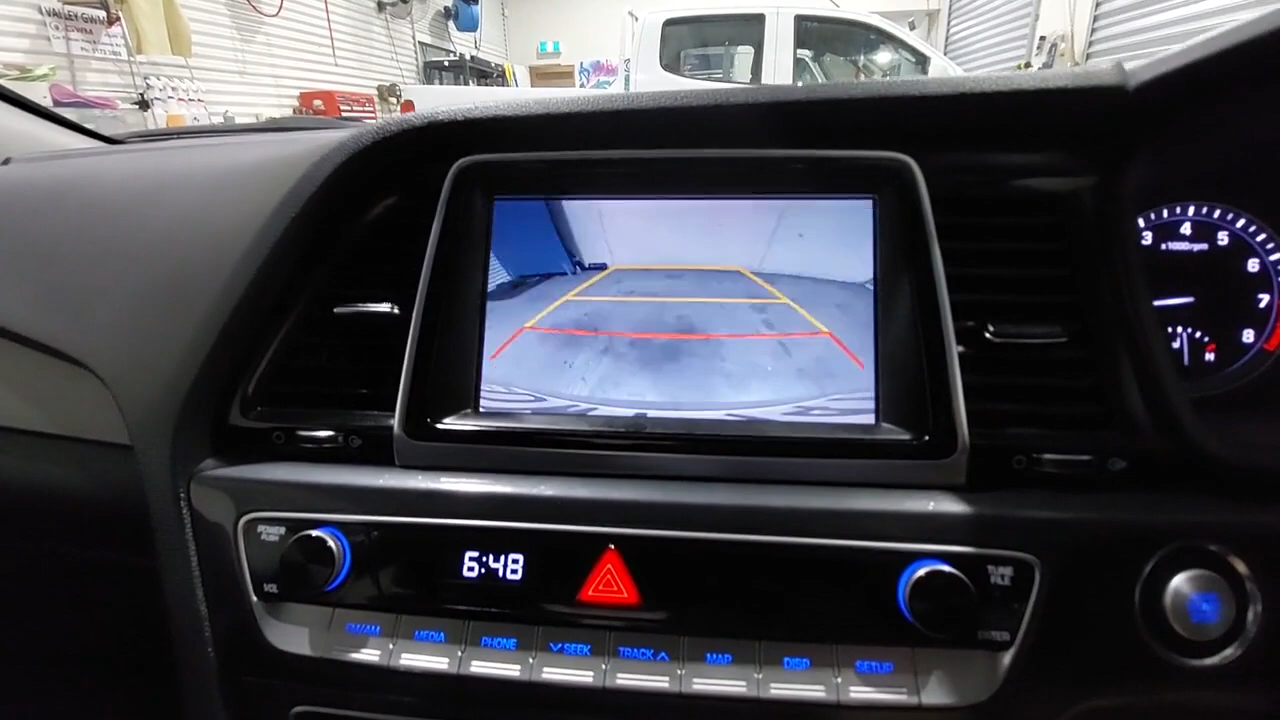 VALLEY GWM
GWM
3 4 5 6 7 8
x1000rpm
H
POWER
PUSH
VOL
6:48
TUNE
FILE
ENTER
FM/AM
MEDIA
PHONE
SEEK
TRACK
MAP
DISP
SETUP